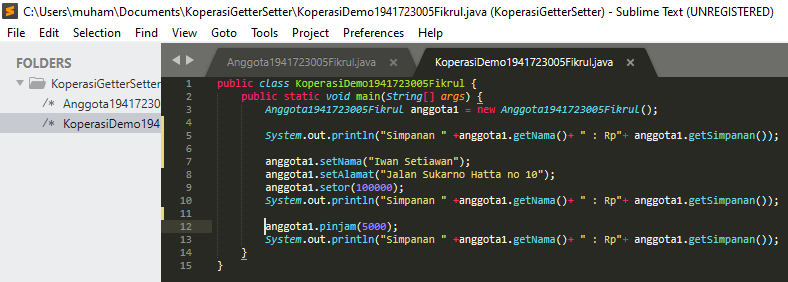 C:\Users\muham\Documents\KoperasiGetterSetter\KoperasiDemo1941723005Fikrul.java (KoperasiGetterSetter) - Sublime Text (UNREGISTERED)
File Edit Selection Find View Goto Tools Project Preferences Help
FOLDERS
KoperasiGetterSetter
/* Anggota19417230
/* KoperasiDemo194
Anggota1941723005Fikrul.java × KoperasiDemo1941723005Fikrul.java ×
1 public class KoperasiDemo1941723005Fikrul {
2 public static void main(String[] args) {
3 Anggota1941723005Fikrul anggota1 = new Anggota1941723005Fikrul();
4
5 System.out.println("Simpanan " +anggota1.getNama()+ " : Rp"+ anggota1.getSimpanan());
6
7 anggota1.setNama("Iwan Setiawan");
8 anggota1.setAlamat("Jalan Sukarno Hatta no 10");
9 anggota1.setor(100000);
10 System.out.println("Simpanan " +anggota1.getNama()+ " : Rp"+ anggota1.getSimpanan());
11
12 anggota1.pinjam(5000);
13 System.out.println("Simpanan " +anggota1.getNama()+ " : Rp"+ anggota1.getSimpanan());
14 }
15 }